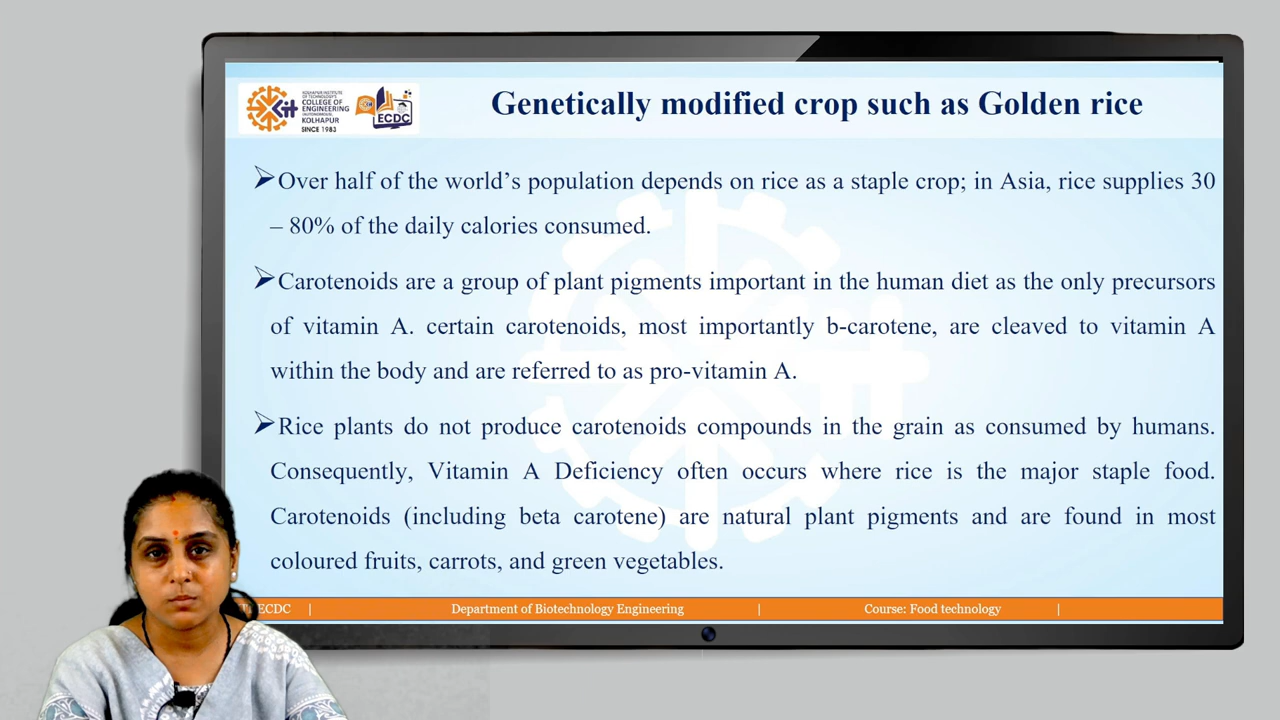 KOLHAPUR INSTITUTE
OF TECHNOLOGY'S
COLLEGE OF
ENGINEERING
(AUTONOMOUS),
KOLHAPUR
SINCE 1983
ECDC
Genetically modified crop such as Golden rice
➢Over half of the world’s population depends on rice as a staple crop; in Asia, rice supplies 30
– 80% of the daily calories consumed.
➢Carotenoids are a group of plant pigments important in the human diet as the only precursors
of vitamin A. certain carotenoids, most importantly b-carotene, are cleaved to vitamin A
within the body and are referred to as pro-vitamin A.
➢Rice plants do not produce carotenoids compounds in the grain as consumed by humans.
Consequently, Vitamin A Deficiency often occurs where rice is the major staple food.
Carotenoids (including beta carotene) are natural plant pigments and are found in most
coloured fruits, carrots, and green vegetables.
ECDC | Department of Biotechnology Engineering | Course: Food technology |